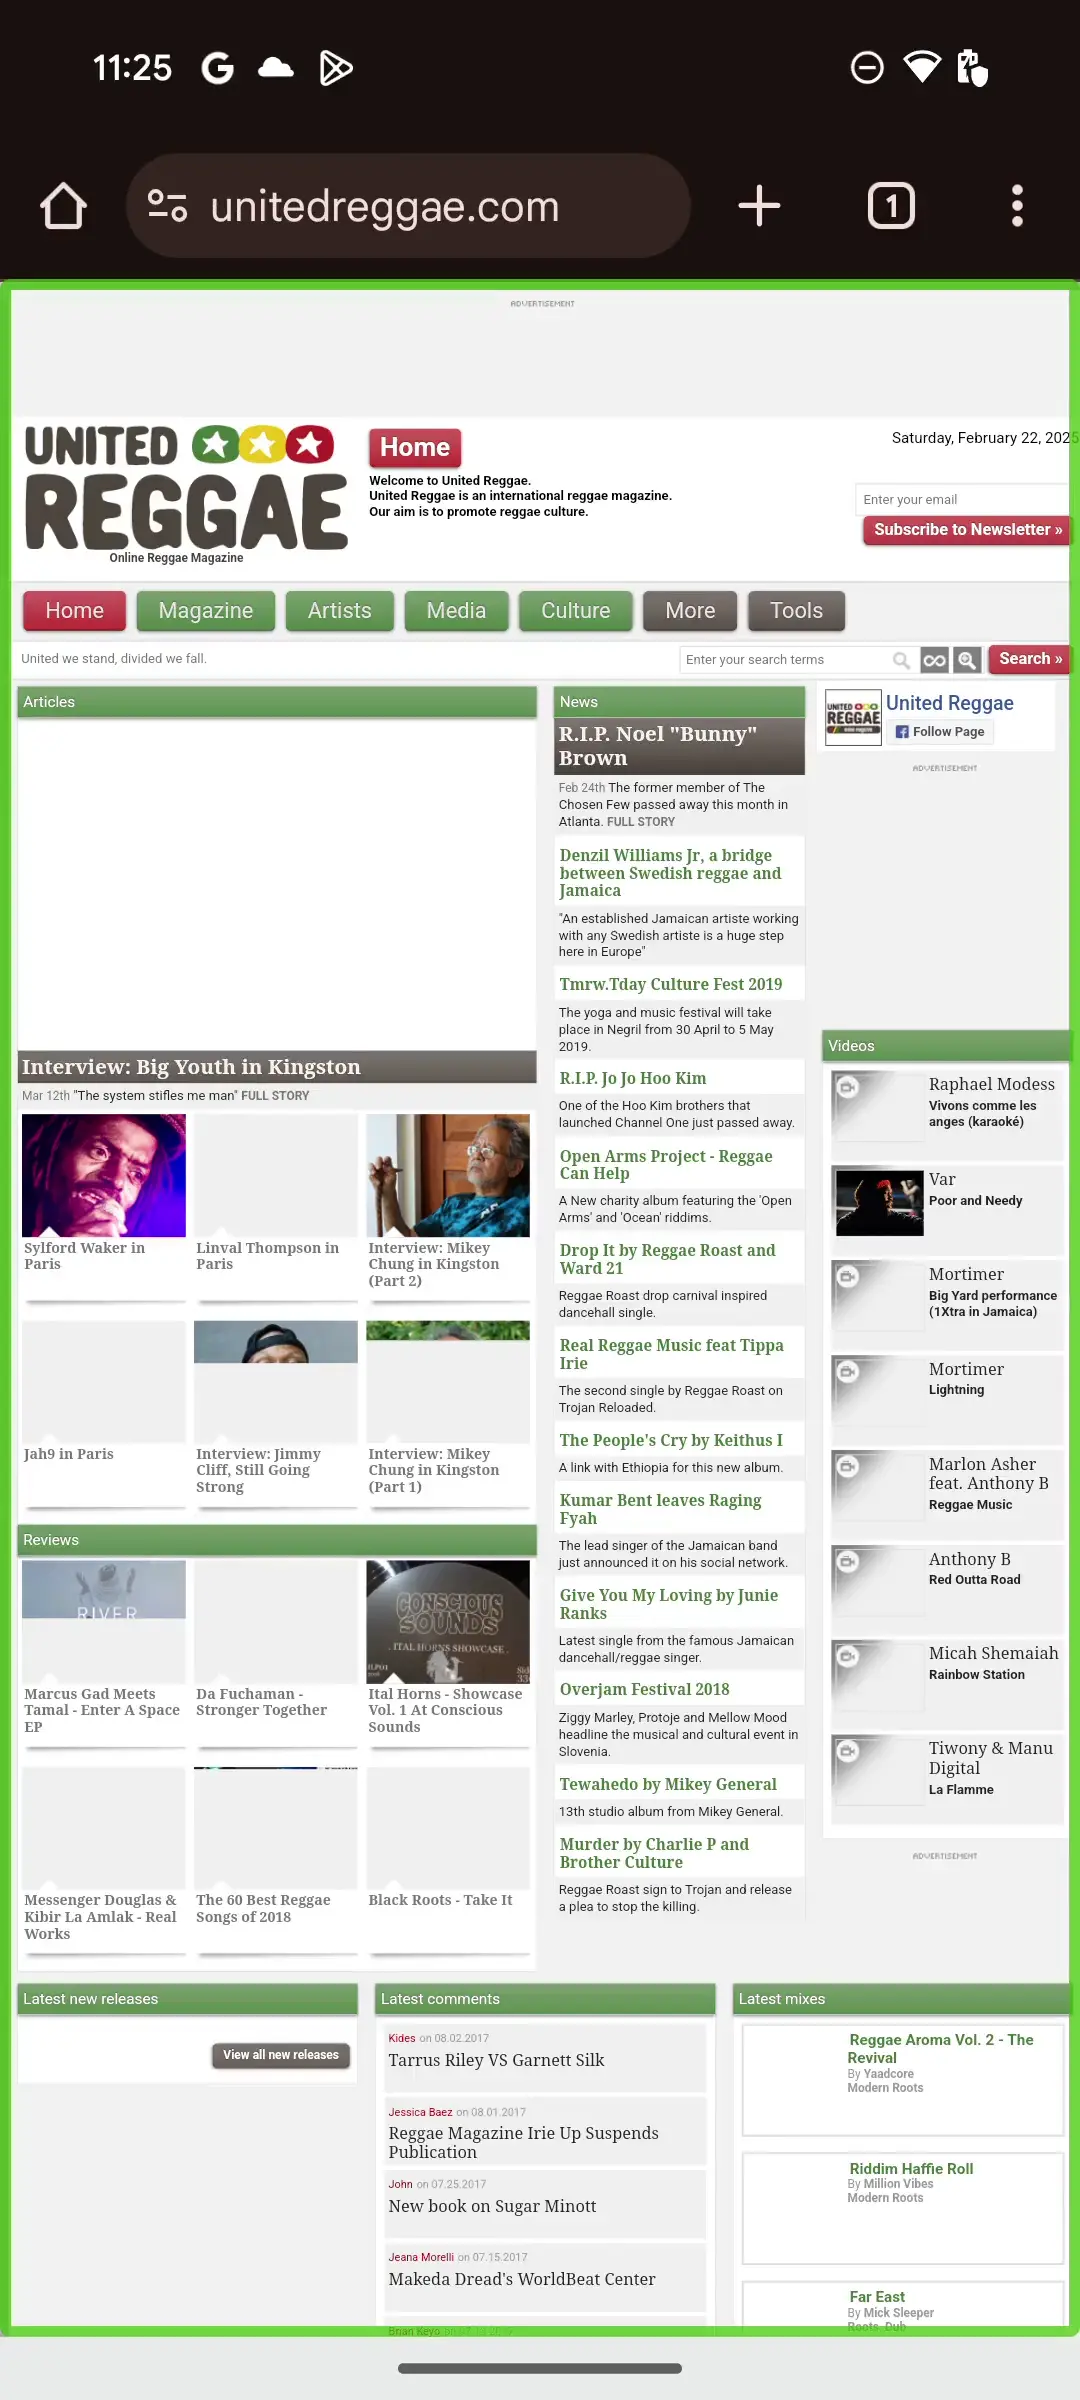 11:25
unitedreggae.com
1
ADVERTISEMENT
UNITED
REGGAE
Online Reggae Magazine
Home
Welcome to United Reggae.
United Reggae is an international reggae magazine.
Our aim is to promote reggae culture.
Saturday, February 22, 2025
Enter your email
Subscribe to Newsletter »
Home
Magazine
Artists
Media
Culture
More
Tools
United we stand, divided we fall.
Enter your search terms
Search »
Articles
Interview: Big Youth in Kingston
Mar 12th "The system stifles me man" FULL STORY
Sylford Waker in
Paris
Linval Thompson in
Paris
Interview: Mikey
Chung in Kingston
(Part 2)
Jah9 in Paris
Interview: Jimmy
Cliff, Still Going
Strong
Interview: Mikey
Chung in Kingston
(Part 1)
Reviews
RIVER
CONSCIOUS
SOUNDS
ITAL HORNS SHOWCASE
Marcus Gad Meets
Tamal - Enter A Space
EP
Da Fuchaman -
Stronger Together
Ital Horns - Showcase
Vol. 1 At Conscious
Sounds
Messenger Douglas &
Kibir La Amlak - Real
Works
The 60 Best Reggae
Songs of 2018
Black Roots - Take It
News
R.I.P. Noel "Bunny"
Brown
Feb 24th The former member of The
Chosen Few passed away this month in
Atlanta. FULL STORY
Denzil Williams Jr, a bridge
between Swedish reggae and
Jamaica
"An established Jamaican artiste working
with any Swedish artiste is a huge step
here in Europe"
Tmrw.Tday Culture Fest 2019
The yoga and music festival will take
place in Negril from 30 April to 5 May
2019.
R.I.P. Jo Jo Hoo Kim
One of the Hoo Kim brothers that
launched Channel One just passed away.
Open Arms Project - Reggae
Can Help
A New charity album featuring the 'Open
Arms' and 'Ocean' riddims.
Drop It by Reggae Roast and
Ward 21
Reggae Roast drop carnival inspired
dancehall single.
Real Reggae Music feat Tippa
Irie
The second single by Reggae Roast on
Trojan Reloaded.
The People's Cry by Keithus I
A link with Ethiopia for this new album.
Kumar Bent leaves Raging
Fyah
The lead singer of the Jamaican band
just announced it on his social network.
Give You My Loving by Junie
Ranks
Latest single from the famous Jamaican
dancehall/reggae singer.
Overjam Festival 2018
Ziggy Marley, Protoje and Mellow Mood
headline the musical and cultural event in
Slovenia.
Tewahedo by Mikey General
13th studio album from Mikey General.
Murder by Charlie P and
Brother Culture
Reggae Roast sign to Trojan and release
a plea to stop the killing.
UNITED
REGGAE
United Reggae
Follow Page
ADVERTISEMENT
Videos
Raphael Modess
Vivons comme les
anges (karaoké)
Var
Poor and Needy
Mortimer
Big Yard performance
(1Xtra in Jamaica)
Mortimer
Lightning
Marlon Asher
feat. Anthony B
Reggae Music
Anthony B
Red Outta Road
Micah Shemaiah
Rainbow Station
Tiwony & Manu
Digital
La Flamme
ADVERTISEMENT
Latest new releases
View all new releases
Latest comments
Kides on 08.02.2017
Tarrus Riley VS Garnett Silk
Jessica Baez on 08.01.2017
Reggae Magazine Irie Up Suspends
Publication
John on 07.25.2017
New book on Sugar Minott
Jeana Morelli on 07.15.2017
Makeda Dread's WorldBeat Center
Brian Keyo on
Latest mixes
Reggae Aroma Vol. 2 - The
Revival
By Yaadcore
Modern Roots
Riddim Haffie Roll
By Million Vibes
Modern Roots
Far East
By Mick Sleeper
Roots, Dub